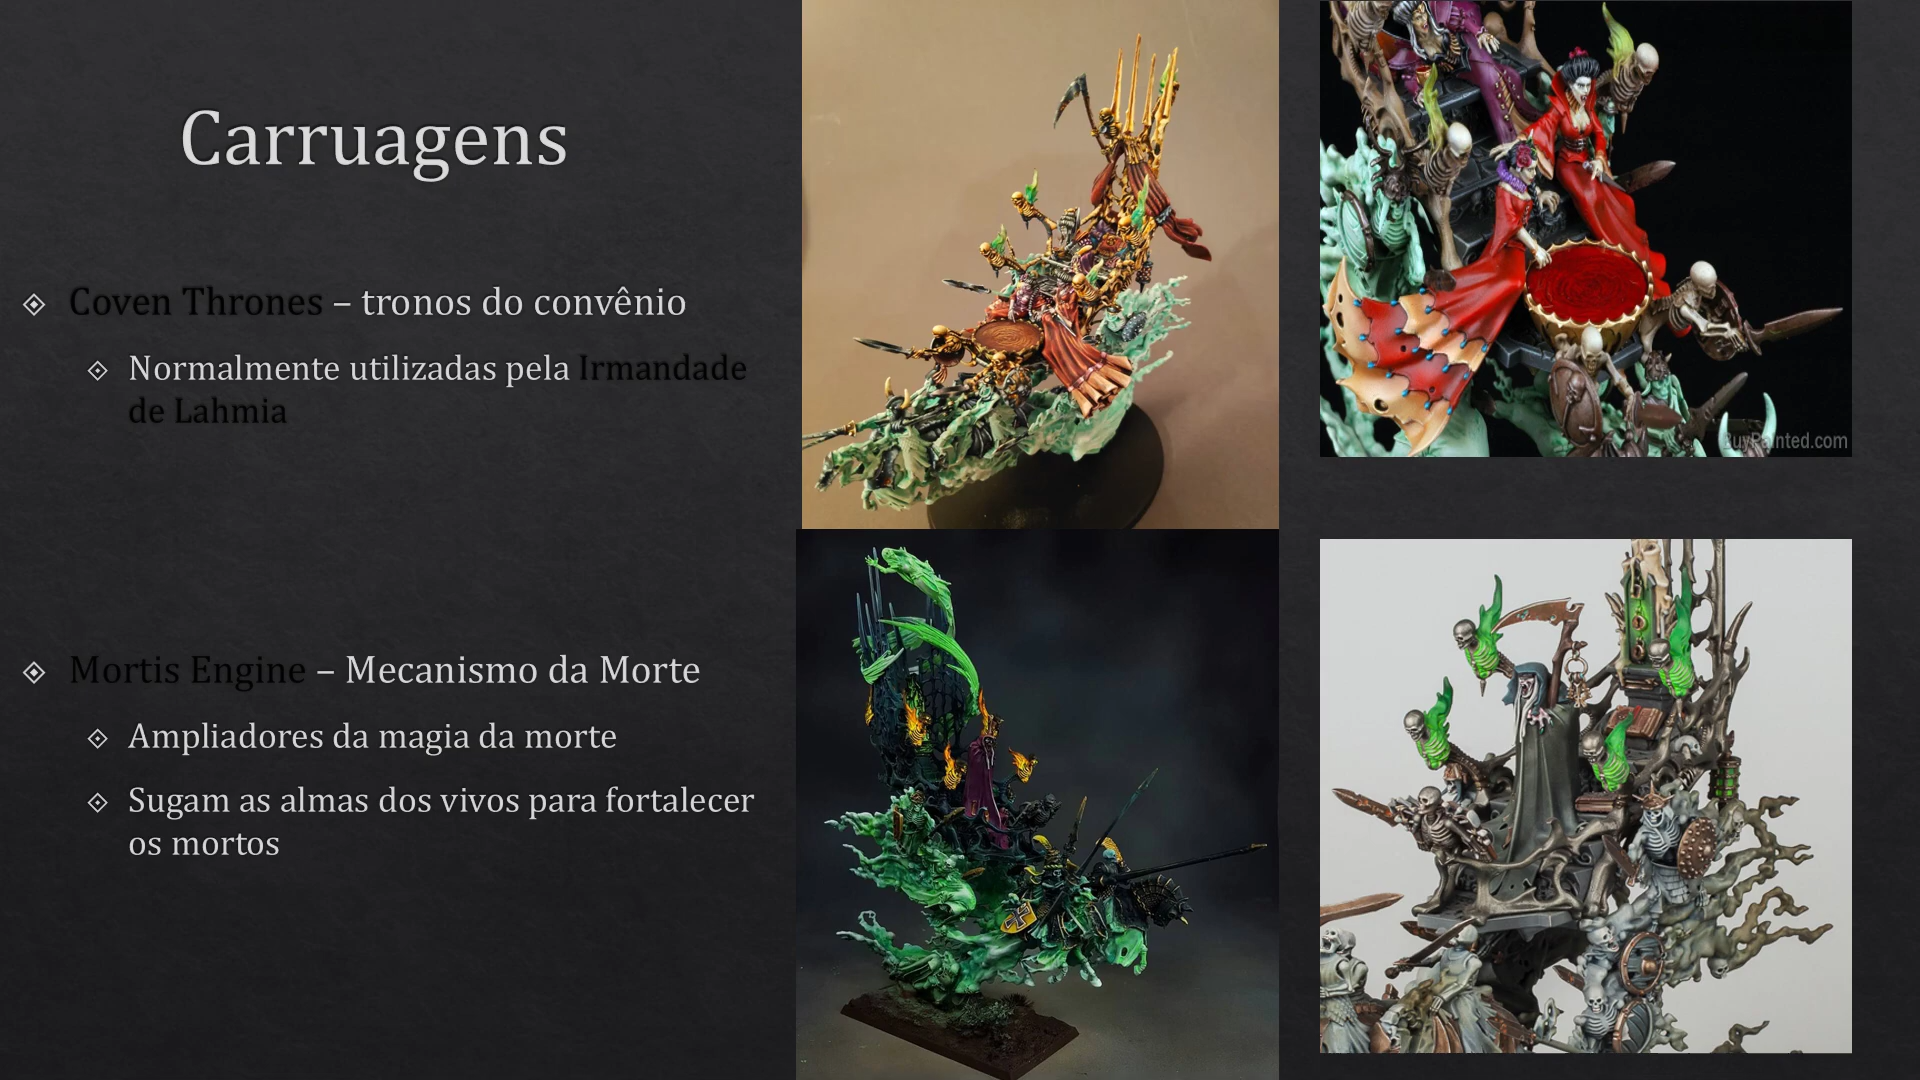 Carruagens
Coven Thrones – tronos do convênio
Normalmente utilizadas pela Irmandade
de Lahmia
Mortis Engine – Mecanismo da Morte
Ampliadores da magia da morte
Sugam as almas dos vivos para fortalecer
os mortos
BuyPainted.com